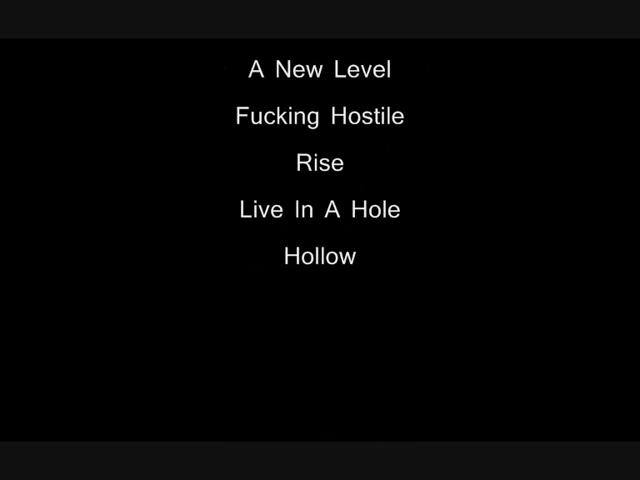 A New Level
Fucking Hostile
Rise
Live In A Hole
Hollow